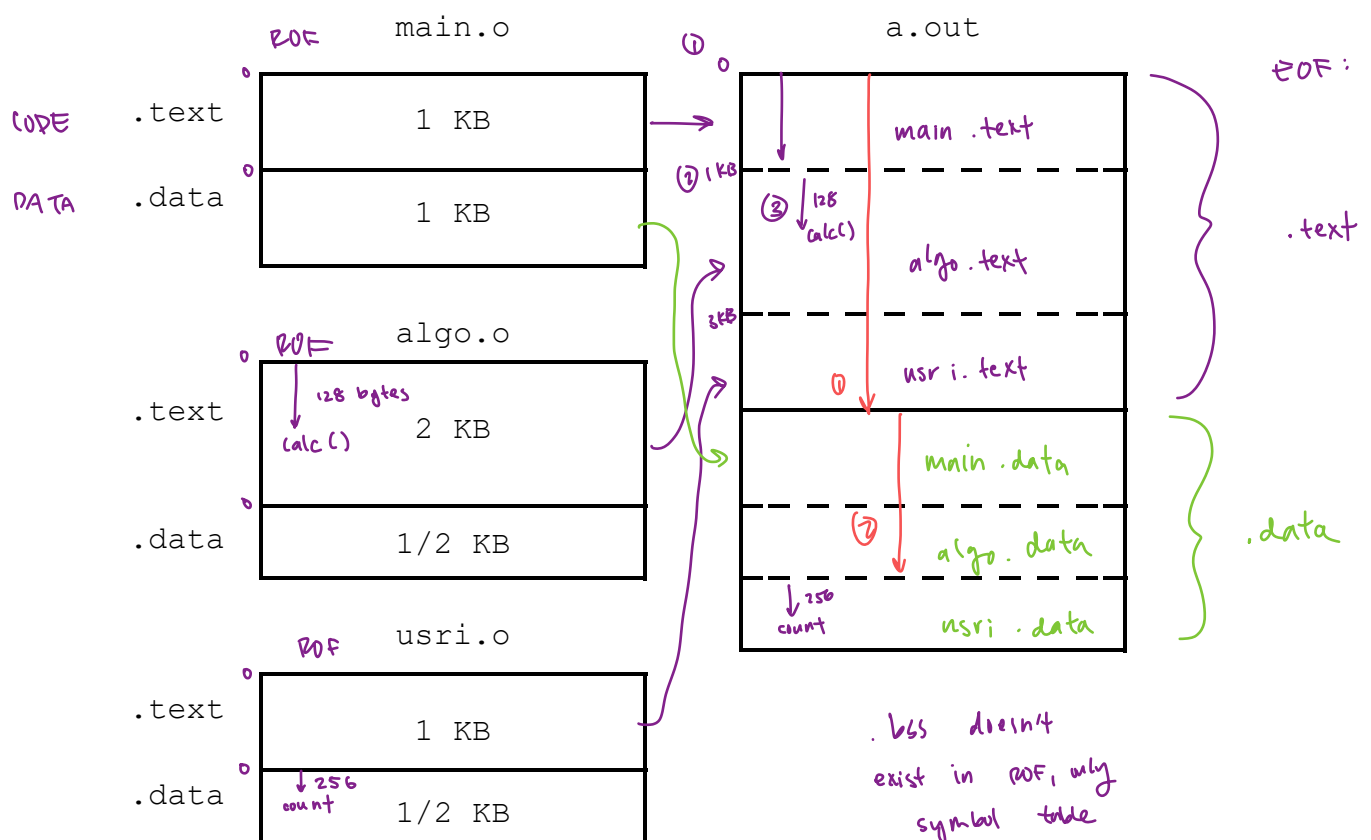 main.o
a.out
ROF
①
0
EOF:
0
CODE
.text
1 KB
main .text
0
② 1KB
DATA
.data
1 KB
③
128
calc()
.text
algo.text
3KB
algo.o
0
ROF
128 bytes
.text
2 KB
calc()
usri.text
①
main .data
0
.data
1/2 KB
②
algo. data
.data
256
count
usri .data
usri.o
ROF
0
.text
1 KB
0
256
count
.data
1/2 KB
.bss doesn't
exist in ROF, only
symbol table